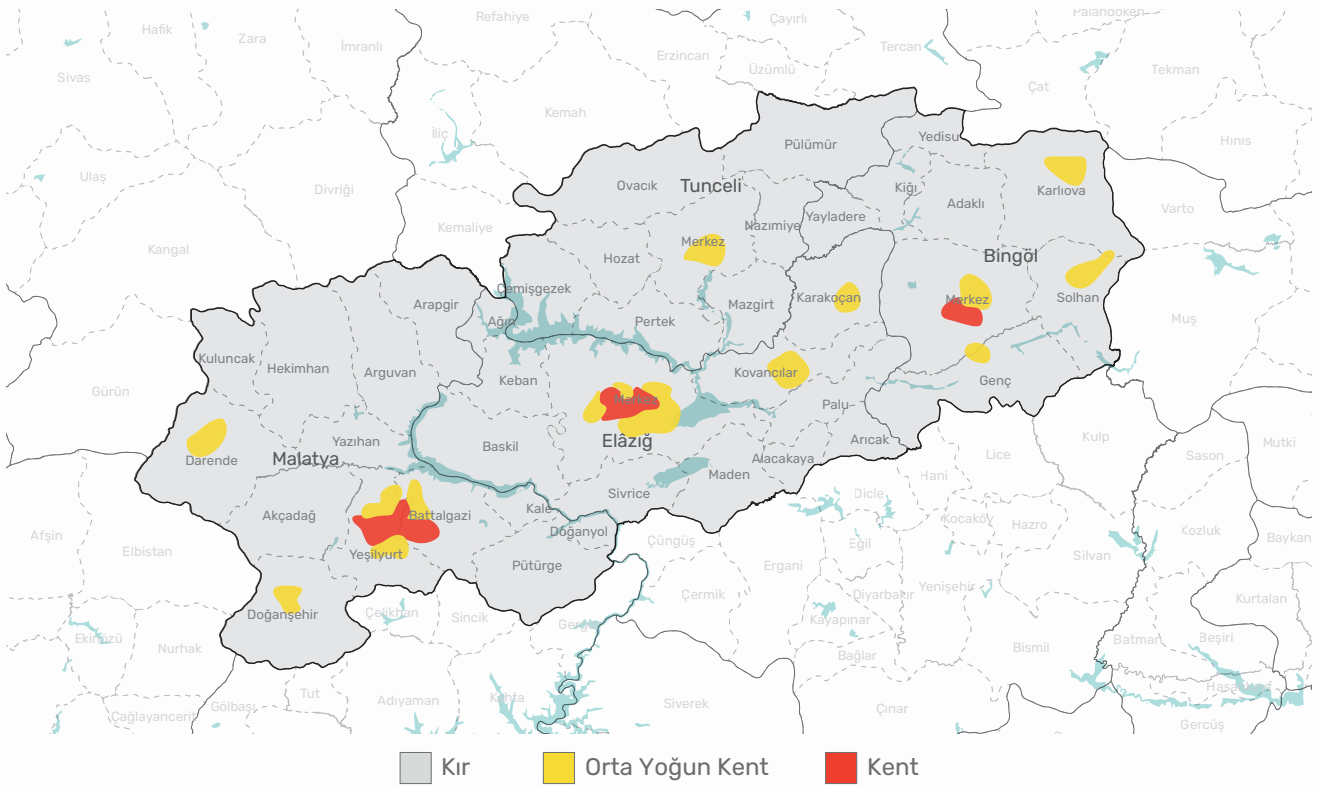 Refahiye
Palandöken
Hafik
Çayırlı
Zara
İmranlı
Tercan
Erzincan
Üzümlü
Tekman
Sivas
Çat
Kemah
İliç
Yedisu
Hınıs
Pülümür
Ulaş
Divriği
Ovacık
Tunceli
Kiğı
Karlıova
Adaklı
Varto
Yayladere
Nazımiye
Kemaliye
Merkez
Kangal
Hozat
Bingöl
Çemişgezek
Karakoçan
Merkez
Solhan
Arapgir
Mazgirt
Ağın
Pertek
Muş
Kuluncak
Hekimhan
Arguvan
Keban
Kovancılar
Genç
Gürün
Merkez
Palu
Yazıhan
Elâzığ
Arıcak
Kulp
Mutki
Baskil
Darende
Malatya
Alacakaya
Lice
Sason
Maden
Hani
Sivrice
Dicle
Kale
Akçadağ
Battalgazi
Kocaköy
Hazro
Doğanyol
Kozluk
Afşin
Çüngüş
Eğil
Baykan
Elbistan
Yeşilyurt
Silvan
Pütürge
Ergani
Yenişehir
Çermik
Diyarbakır
Kurtalan
Doğanşehir
Çelikhan
Sincik
Kayapınar
Gerger
Ekinözü
Batman
Beşiri
Nurhak
Bismil
Bağlar
Hasankeyf
Tut
Kahta
Adıyaman
Gölbaşı
Siverek
Çınar
Çağlayancerit
Gercüş
Kır
Orta Yoğun Kent
Kent